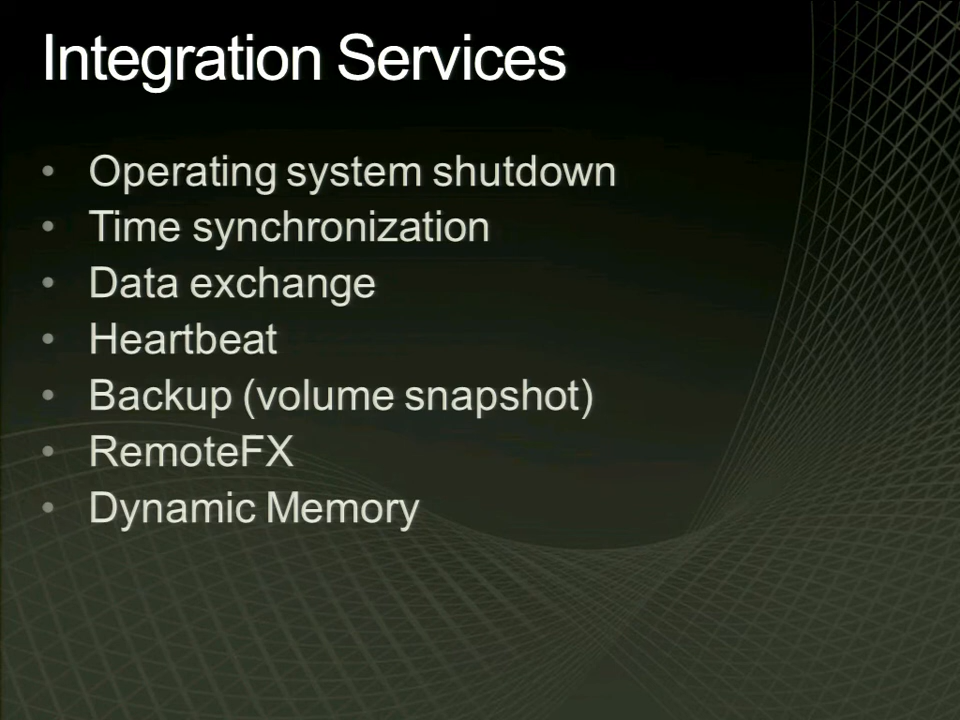 Integration Services
• Operating system shutdown
• Time synchronization
• Data exchange
• Heartbeat
• Backup (volume snapshot)
• RemoteFX
• Dynamic Memory